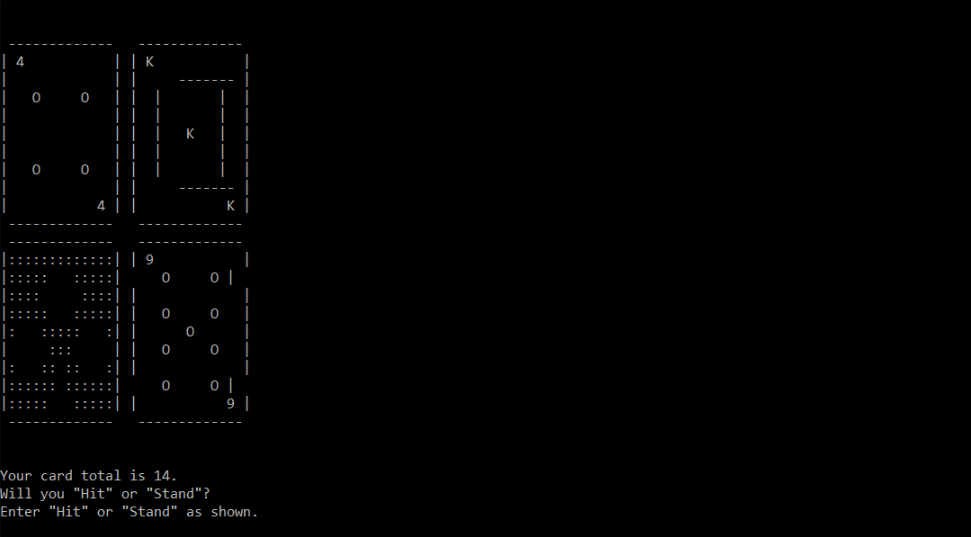 4 K
K
4 K
9
9
Your card total is 14.
Will you "Hit" or "Stand"?
Enter "Hit" or "Stand" as shown.